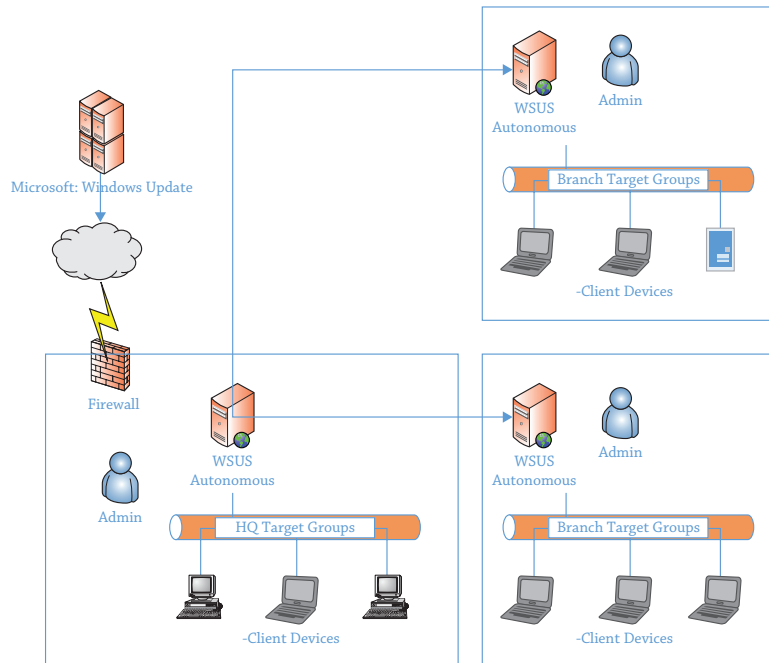 WSUS
Autonomous
Admin
Microsoft: Windows Update
Branch Target Groups
-Client Devices
Firewall
WSUS
Autonomous
Admin
HQ Target Groups
-Client Devices
WSUS
Autonomous
Admin
Branch Target Groups
-Client Devices